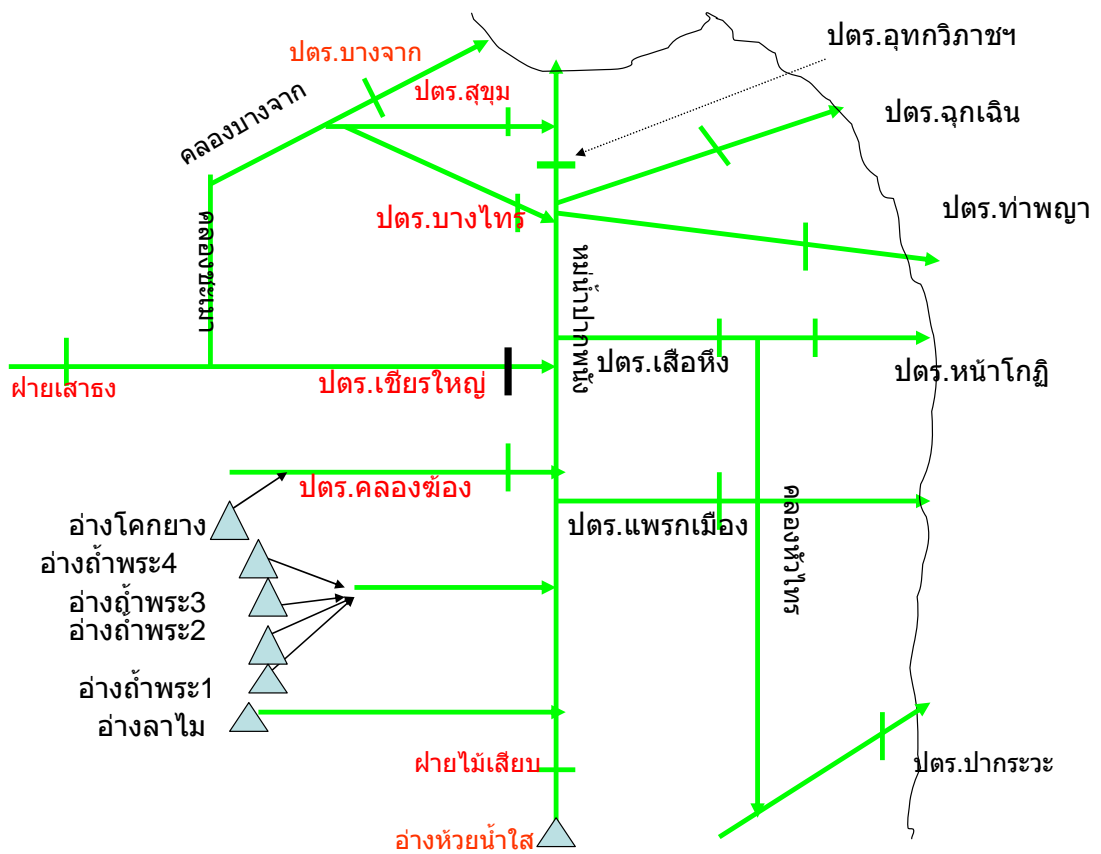 ปตร.อุทกวิภาชฯ
ปตร.บางจาก
ปตร.สุขุม
ปตร.ฉุกเฉิน
คลองบางจาก
ปตร.บางไทร
ปตร.ท่าพญา
คลองชะเมา
แม่น้ำปากพนัง
ปตร.เสือหึง
ปตร.หน้าโกฏิ
ฝายเสาธง
ปตร.เชียรใหญ่
ปตร.คลองฆ้อง
อ่างโคกยาง
ปตร.แพรกเมือง
คลองหัวไทร
อ่างถ้ำพระ4
อ่างถ้ำพระ3
อ่างถ้ำพระ2
อ่างถ้ำพระ1
อ่างลาไม
ฝายไม้เสียบ
ปตร.ปากระวะ
อ่างห้วยน้ำใส